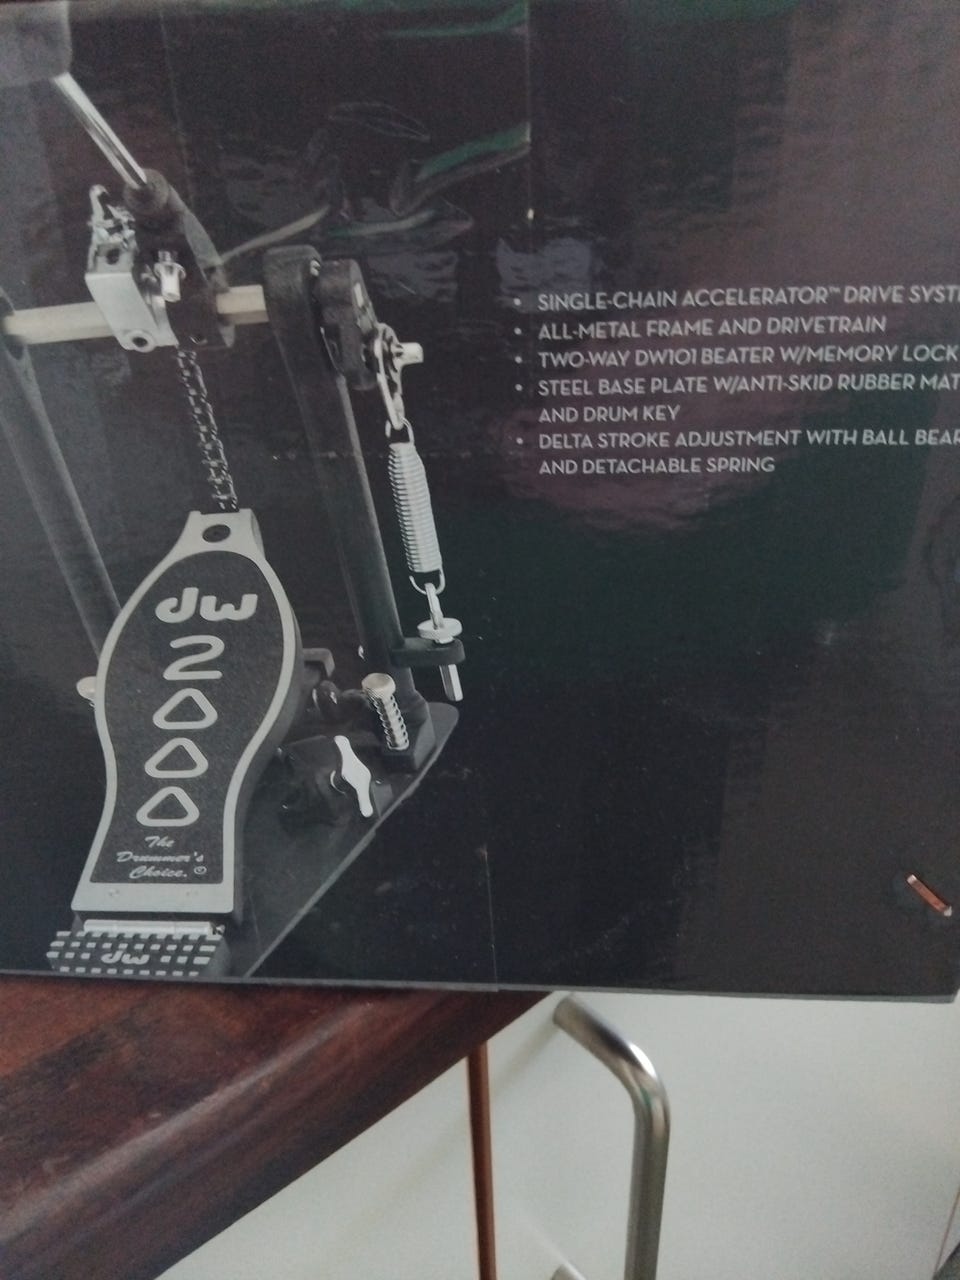 • SINGLE-CHAIN ACCELERATOR™ DRIVE SYST
• ALL-METAL FRAME AND DRIVETRAIN
• TWO-WAY DW101 BEATER W/MEMORY LOCK
• STEEL BASE PLATE W/ANTI-SKID RUBBER MAT
AND DRUM KEY
• DELTA STROKE ADJUSTMENT WITH BALL BEAR
AND DETACHABLE SPRING
dw
2000
The
Drummer's
Choice.©
dw